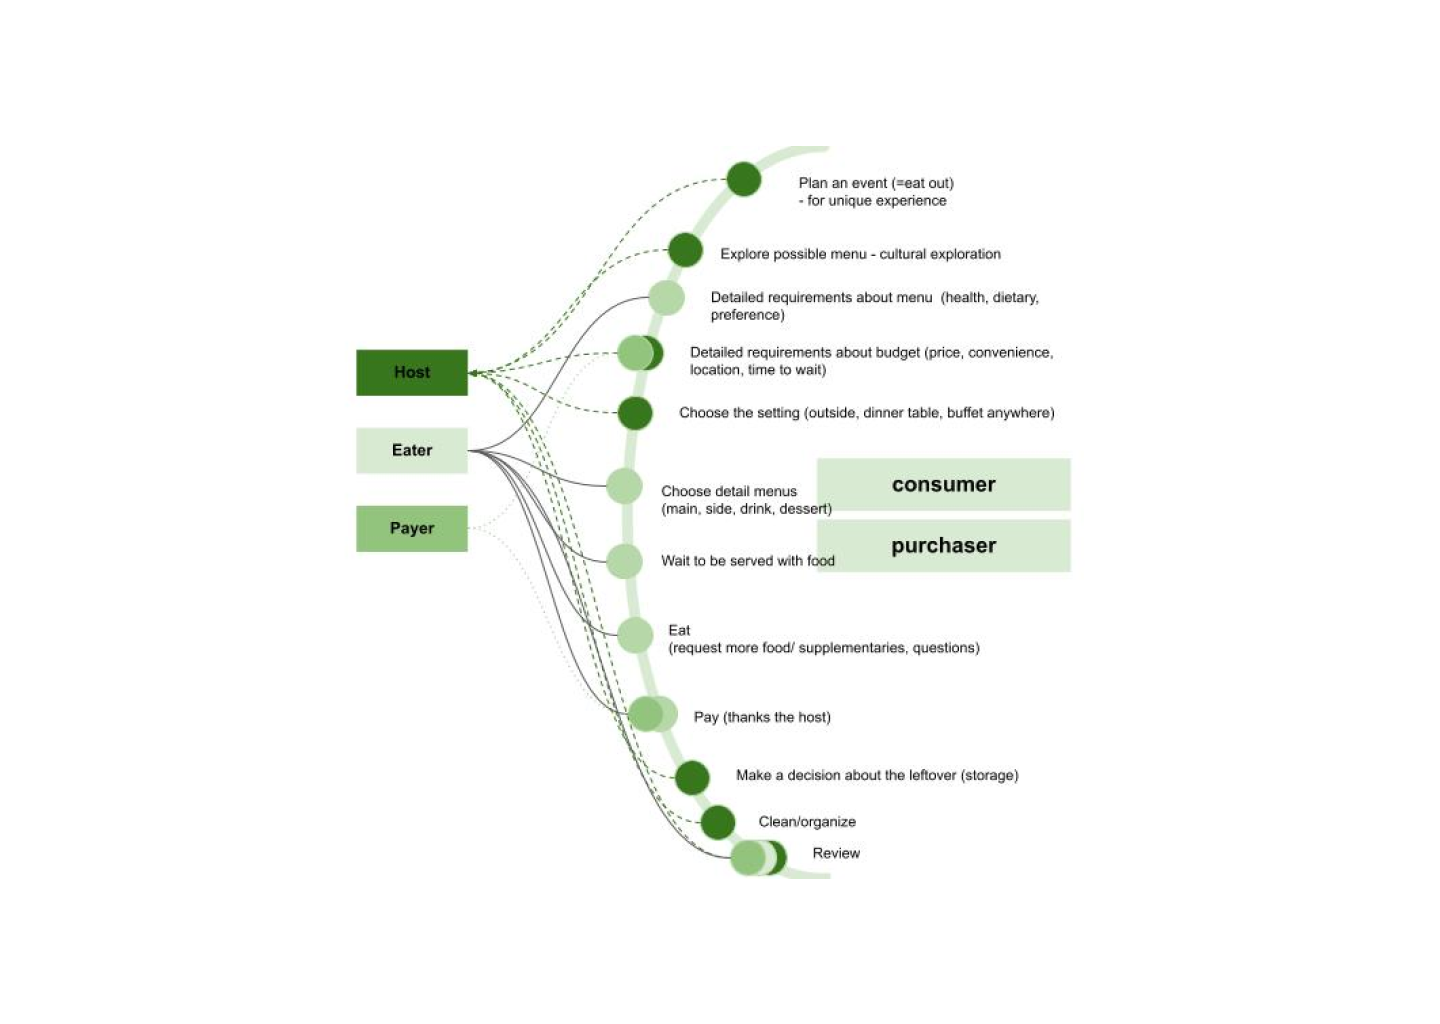 Plan an event (=eat out)
- for unique experience
Explore possible menu - cultural exploration
Detailed requirements about menu  (health, dietary,
preference)
Detailed requirements about budget (price, convenience,
location, time to wait)
Host
Choose the setting (outside, dinner table, buffet anywhere)
Eater
consumer
Choose detail menus
(main, side, drink, dessert)
Payer
purchaser
Wait to be served with food
Eat
(request more food/ supplementaries, questions)
Pay (thanks the host)
Make a decision about the leftover (storage)
Clean/organize
Review